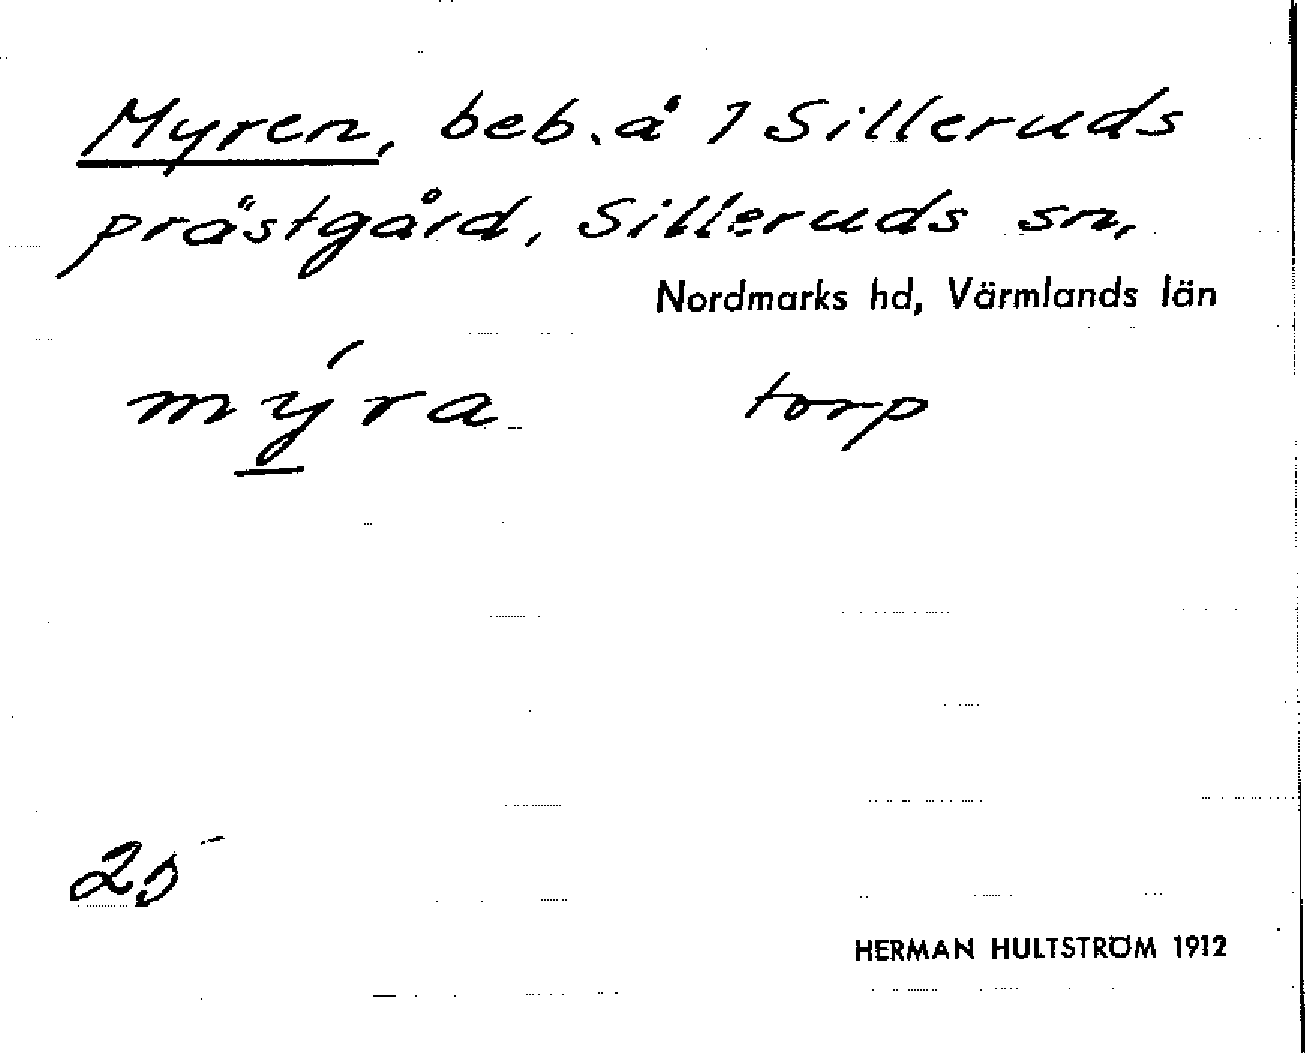 Myren, beb. å 1 Silleruds
prästgård, Silleruds sn,
Nordmarks hd, Värmlands län
mýra torp
25
HERMAN HULTSTRÖM 1912